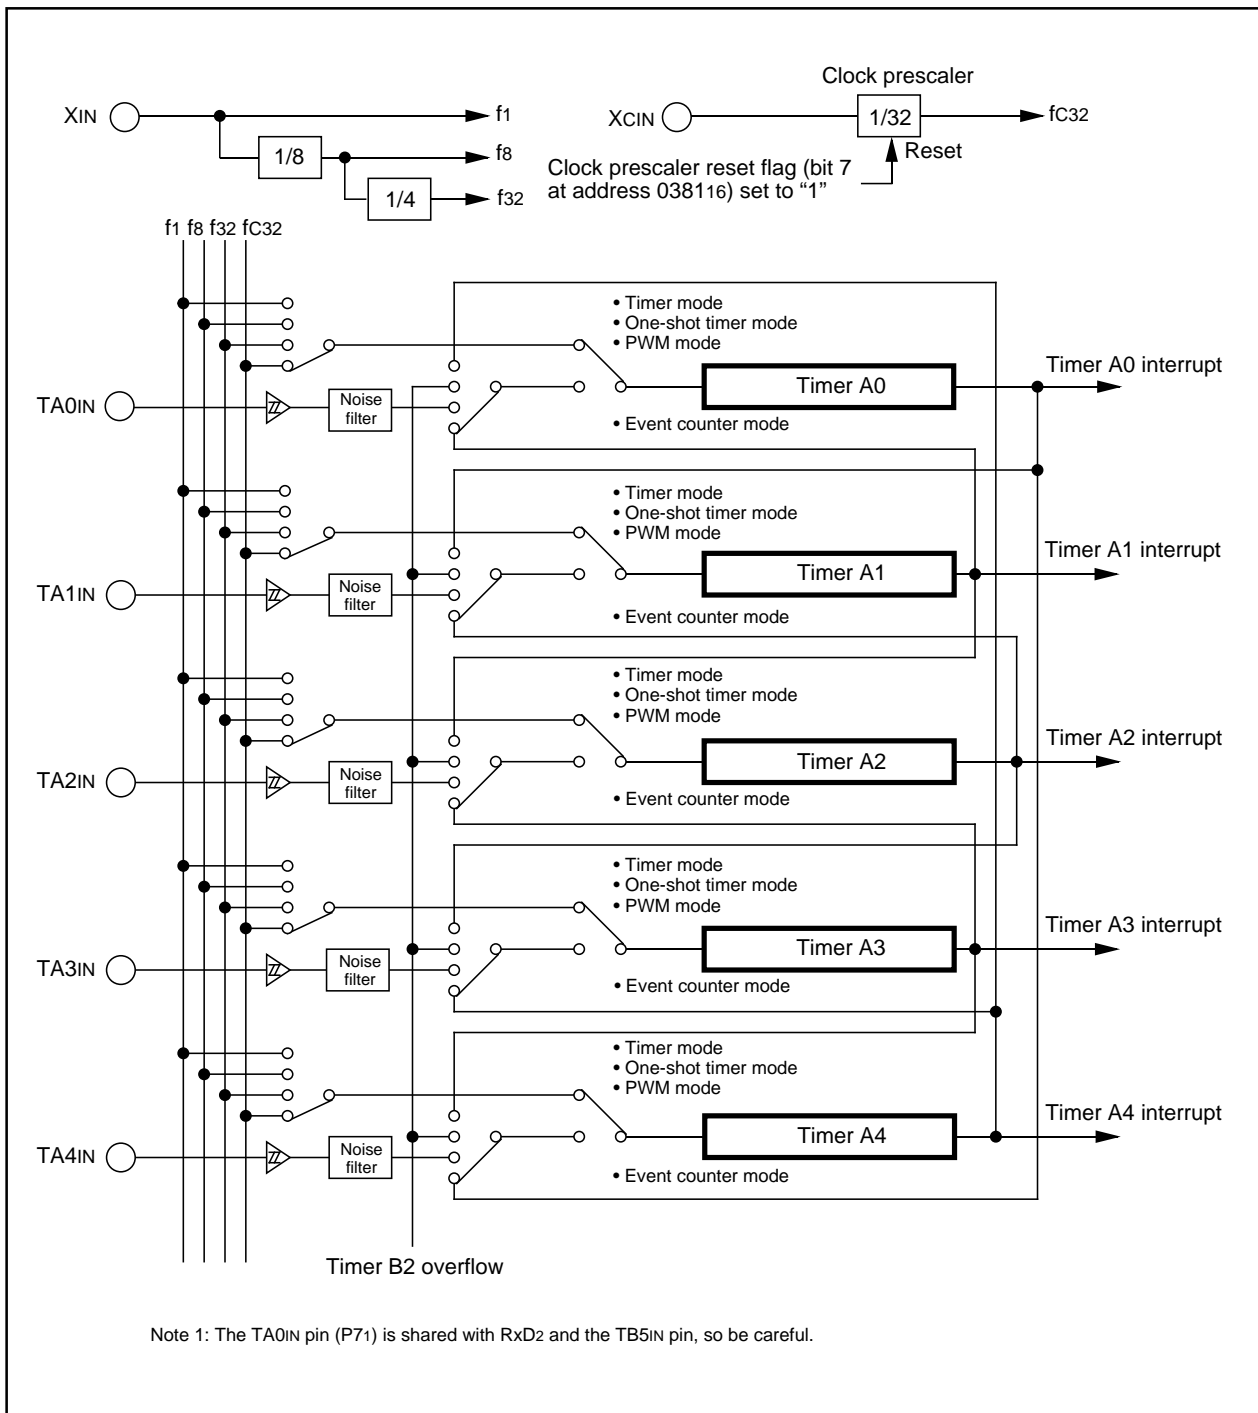 Clock prescaler
XIN
f1
XCIN
1/32
fC32
1/8
f8
Reset
Clock prescaler reset flag (bit 7
at address 038116) set to “1”
1/4
f32
f1 f8 f32 fC32
• Timer mode
• One-shot timer mode
• PWM mode
Timer A0 interrupt
Timer A0
TA0IN
Noise
filter
• Event counter mode
• Timer mode
• One-shot timer mode
• PWM mode
Timer A1 interrupt
Timer A1
TA1IN
Noise
filter
• Event counter mode
• Timer mode
• One-shot timer mode
• PWM mode
Timer A2 interrupt
Timer A2
TA2IN
Noise
filter
• Event counter mode
• Timer mode
• One-shot timer mode
• PWM mode
Timer A3 interrupt
Timer A3
TA3IN
Noise
filter
• Event counter mode
• Timer mode
• One-shot timer mode
• PWM mode
Timer A4 interrupt
Timer A4
TA4IN
Noise
filter
• Event counter mode
Timer B2 overflow
Note 1: The TA0IN pin (P71) is shared with RxD2 and the TB5IN pin, so be careful.